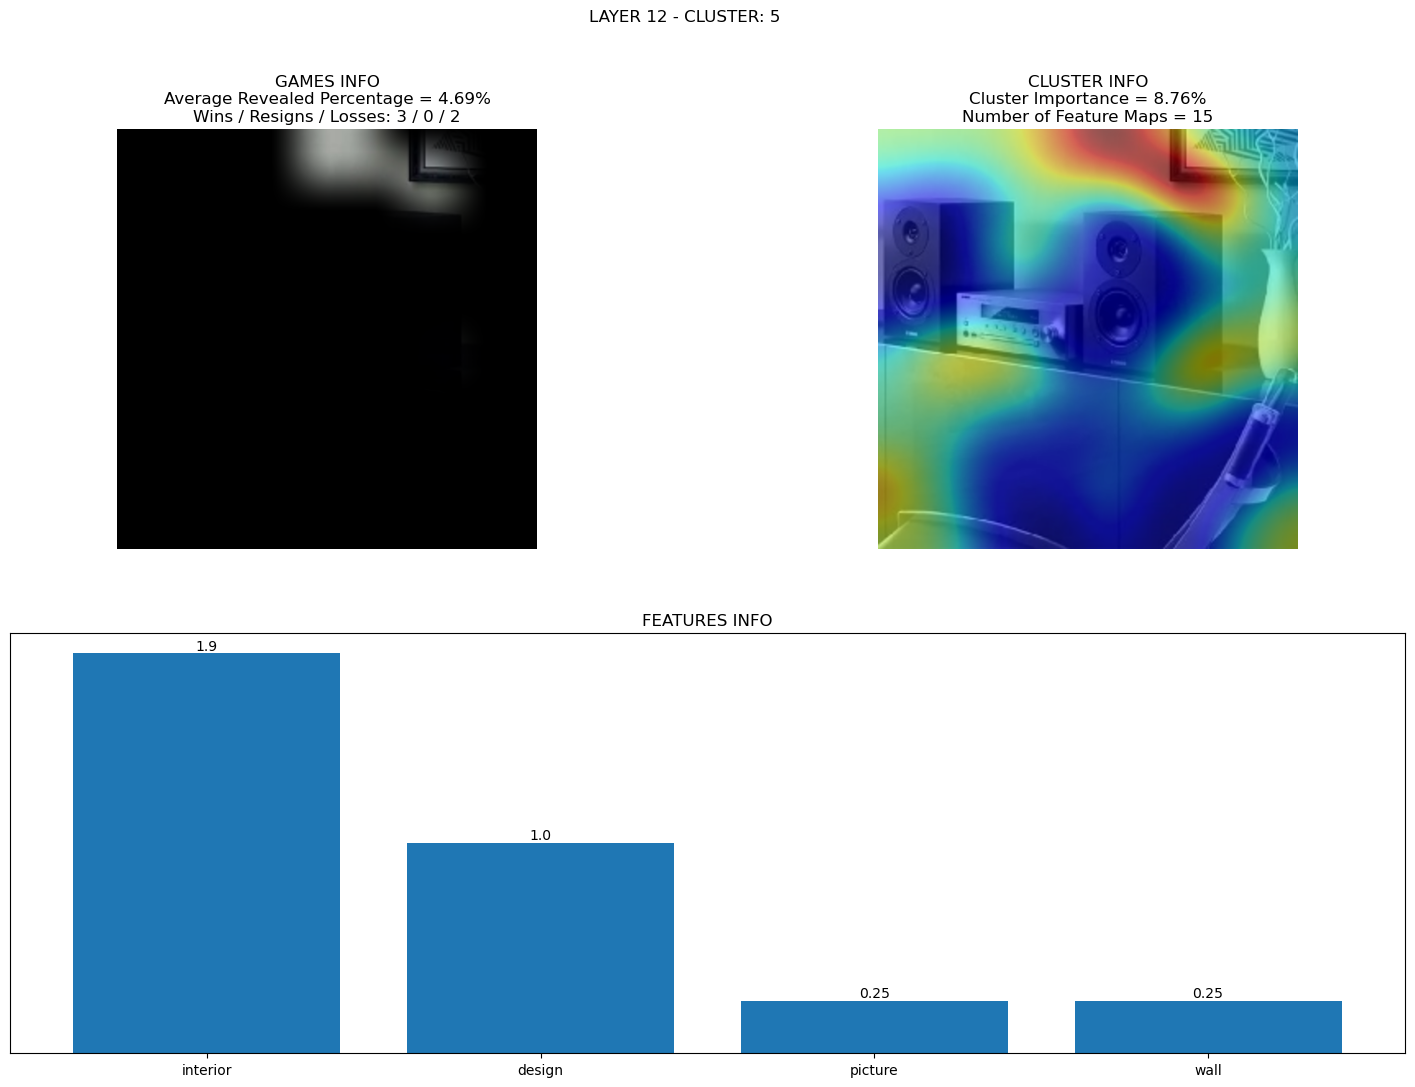 LAYER 12 - CLUSTER: 5
GAMES INFO
Average Revealed Percentage = 4.69%
Wins / Resigns / Losses: 3 / 0 / 2
CLUSTER INFO
Cluster Importance = 8.76%
Number of Feature Maps = 15
FEATURES INFO
1.9
1.0
0.25
0.25
interior
design
picture
wall